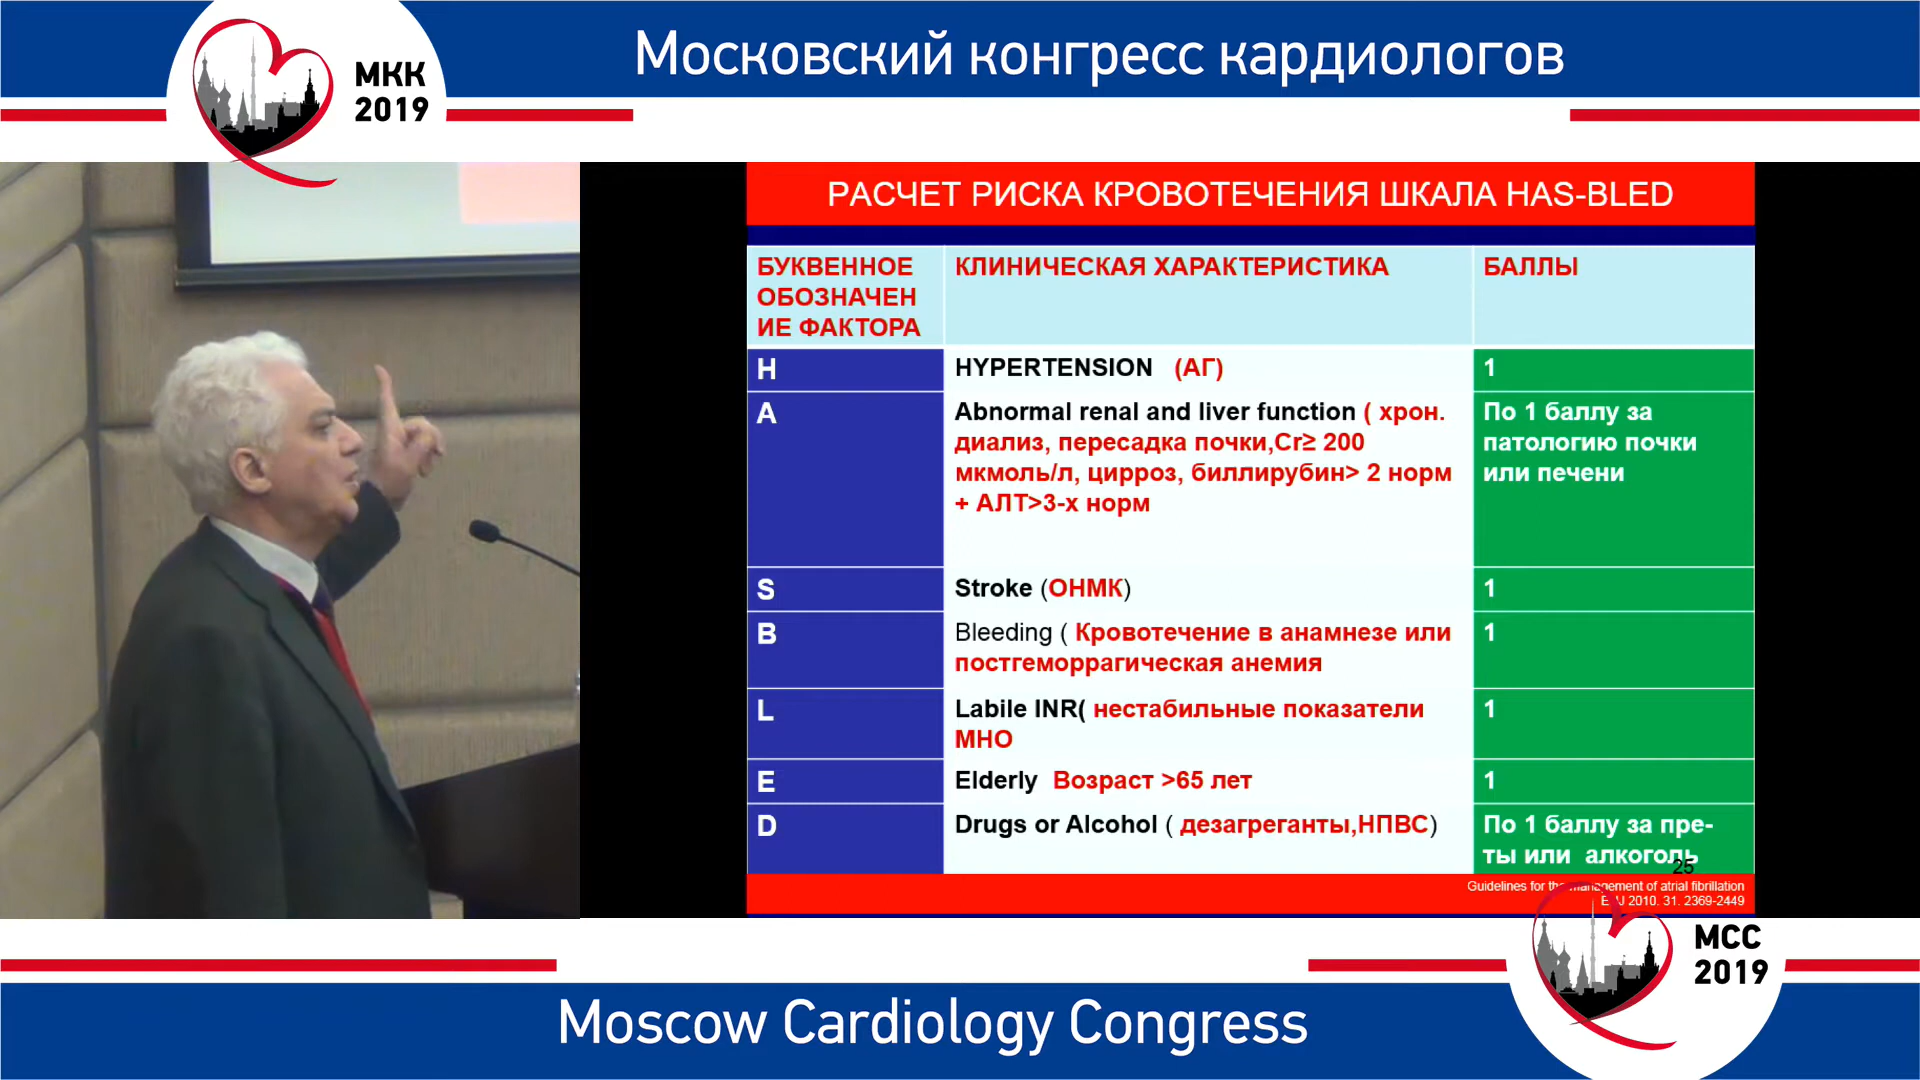 Московский конгресс кардиологов
МКК
2019
РАСЧЕТ РИСКА КРОВОТЕЧЕНИЯ ШКАЛА HAS-BLED
БУКВЕННОЕ
ОБОЗНАЧЕН
ИЕ ФАКТОРА
КЛИНИЧЕСКАЯ ХАРАКТЕРИСТИКА
БАЛЛЫ
H
HYPERTENSION (АГ)
1
A
Abnormal renal and liver function ( хрон.
диализ, пересадка почки,Cr≥ 200
мкмоль/л, цирроз, биллирубин> 2 норм
+ АЛТ>3-х норм
По 1 баллу за
патологию почки
или печени
S
Stroke (ОНМК)
1
B
Bleeding ( Кровотечение в анамнезе или
постгеморрагическая анемия
1
L
Labile INR( нестабильные показатели
МНО
1
E
Elderly Возраст >65 лет
1
D
Drugs or Alcohol ( дезагреганты,НПВС)
По 1 баллу за пре-
ты или алкоголь
25
Guidelines for the management of atrial fibrillation
2010. 31. 2369-2449
MCC
2019
Moscow Cardiology Congress